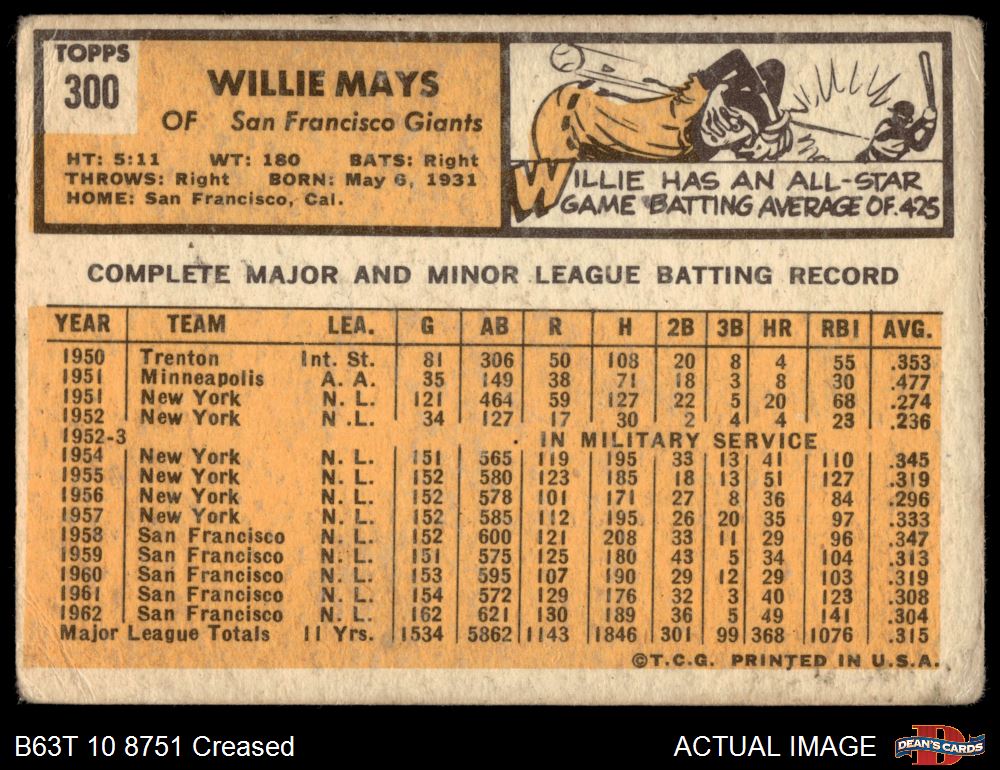 TOPPS
300
WILLIE MAYS
OF San Francisco Giants
HT: 5:11 WT: 180 BATS: Right
THROWS: Right BORN: May 6, 1931
HOME: San Francisco, Cal.
WILLIE HAS AN ALL-STAR
GAME BATTING AVERAGE OF .425
COMPLETE MAJOR AND MINOR LEAGUE BATTING RECORD
YEAR TEAM LEA. G AB R H 2B 3B HR RBI AVG.
1950 Trenton Int. St. 81 306 50 108 20 8 4 55 .353
1951 Minneapolis A. A. 35 149 38 71 18 3 8 30 .477
1951 New York N. L. 121 464 59 127 22 5 20 68 .274
1952 New York N .L. 34 127 17 30 2 4 4 23 .236
1952-3 IN MILITARY SERVICE
1954 New York N. L. 151 565 119 195 33 13 41 110 .345
1955 New York N. L. 152 580 123 185 18 13 51 127 .319
1956 New York N. L. 152 578 101 171 27 8 36 84 .296
1957 New York N. L. 152 585 112 195 26 20 35 97 .333
1958 San Francisco N. L. 152 600 121 208 33 11 29 96 .347
1959 San Francisco N. L. 151 575 125 180 43 5 34 104 .313
1960 San Francisco N. L. 153 595 107 190 29 12 29 103 .319
1961 San Francisco N. L. 154 572 129 176 32 3 40 123 .308
1962 San Francisco N. L. 162 621 130 189 36 5 49 141 .304
Major League Totals 11 Yrs. 1534 5862 1143 1846 301 99 368 1076 .315
©T.C.G. PRINTED IN U.S.A.
B63T 10 8751 Creased
ACTUAL IMAGE
DEAN'S CARDS